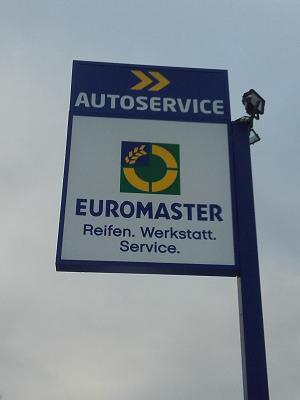 AUTOSERVICE
EUROMASTER
Reifen. Werkstatt.
Service.